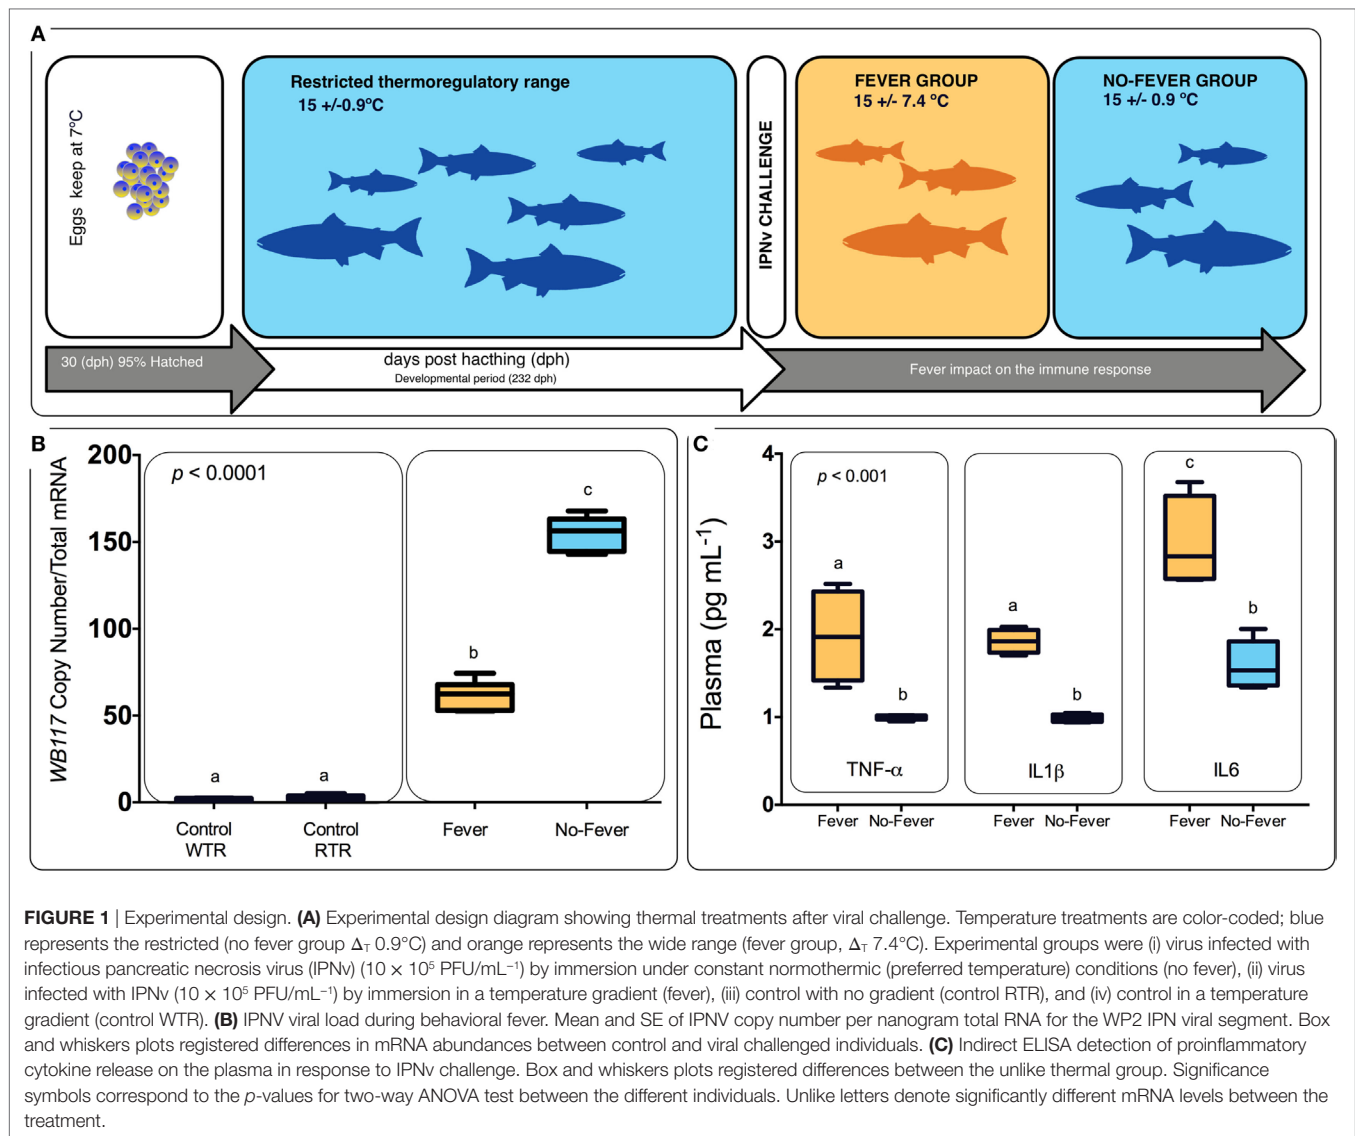 A
Eggs keep at 7ºC
Restricted thermoregulatory range
15 +/-0.9ºC
IPNv CHALLENGE
FEVER GROUP
15 +/- 7.4 ºC
NO-FEVER GROUP
15 +/- 0.9 ºC
30 (dph) 95% Hatched
days post hacthing (dph)
Developmental period (232 dph)
Fever impact on the immune response
B
WB117 Copy Number/Total mRNA
200
150
100
50
0
p < 0.0001
a
a
b
c
Control
WTR
Control
RTR
Fever
No-Fever
C
Plasma (pg mL⁻¹)
4
3
2
1
0
p < 0.001
a
b
a
b
c
b
TNF-α
IL1β
IL6
Fever No-Fever
Fever No-Fever
Fever No-Fever
FIGURE 1 | Experimental design. (A) Experimental design diagram showing thermal treatments after viral challenge. Temperature treatments are color-coded; blue
represents the restricted (no fever group ΔT 0.9°C) and orange represents the wide range (fever group, ΔT 7.4°C). Experimental groups were (i) virus infected with
infectious pancreatic necrosis virus (IPNv) (10 × 10⁵ PFU/mL⁻¹) by immersion under constant normothermic (preferred temperature) conditions (no fever), (ii) virus
infected with IPNv (10 × 10⁵ PFU/mL⁻¹) by immersion in a temperature gradient (fever), (iii) control with no gradient (control RTR), and (iv) control in a temperature
gradient (control WTR). (B) IPNV viral load during behavioral fever. Mean and SE of IPNV copy number per nanogram total RNA for the WP2 IPN viral segment. Box
and whiskers plots registered differences in mRNA abundances between control and viral challenged individuals. (C) Indirect ELISA detection of proinflammatory
cytokine release on the plasma in response to IPNv challenge. Box and whiskers plots registered differences between the unlike thermal group. Significance
symbols correspond to the p-values for two-way ANOVA test between the different individuals. Unlike letters denote significantly different mRNA levels between the
treatment.